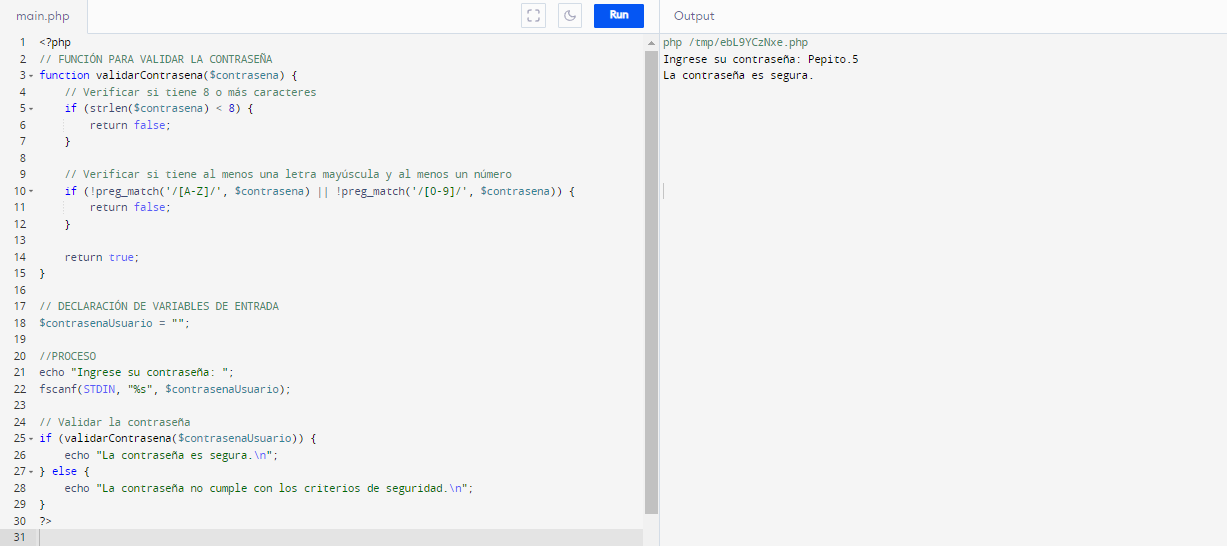 main.php
Run
Output
1 <?php
2 // FUNCIÓN PARA VALIDAR LA CONTRASEÑA
3 function validarContrasena($contrasena) {
4     // Verificar si tiene 8 o más caracteres
5     if (strlen($contrasena) < 8) {
6         return false;
7     }
8
9     // Verificar si tiene al menos una letra mayúscula y al menos un número
10     if (!preg_match('/[A-Z]/', $contrasena) || !preg_match('/[0-9]/', $contrasena)) {
11         return false;
12     }
13
14     return true;
15 }
16
17 // DECLARACIÓN DE VARIABLES DE ENTRADA
18 $contrasenaUsuario = "";
19
20 //PROCESO
21 echo "Ingrese su contraseña: ";
22 fscanf(STDIN, "%s", $contrasenaUsuario);
23
24 // Validar la contraseña
25 if (validarContrasena($contrasenaUsuario)) {
26     echo "La contraseña es segura.\n";
27 } else {
28     echo "La contraseña no cumple con los criterios de seguridad.\n";
29 }
30 ?>
31
php /tmp/ebL9YCzNxe.php
Ingrese su contraseña: Pepito.5
La contraseña es segura.